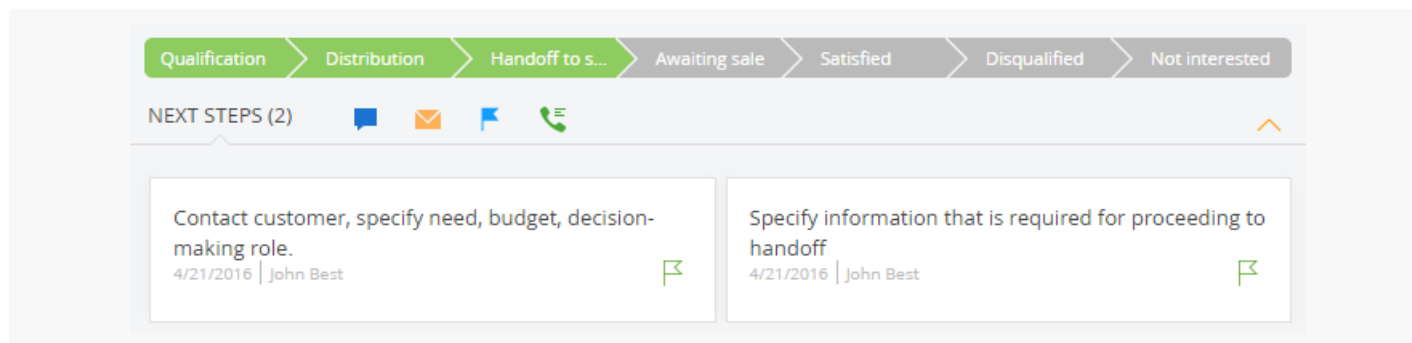 Qualification Distribution Handoff to s... Awaiting sale Satisfied Disqualified Not interested
NEXT STEPS (2)
Contact customer, specify need, budget, decision-
making role.
4/21/2016 John Best
Specify information that is required for proceeding to
handoff
4/21/2016 John Best